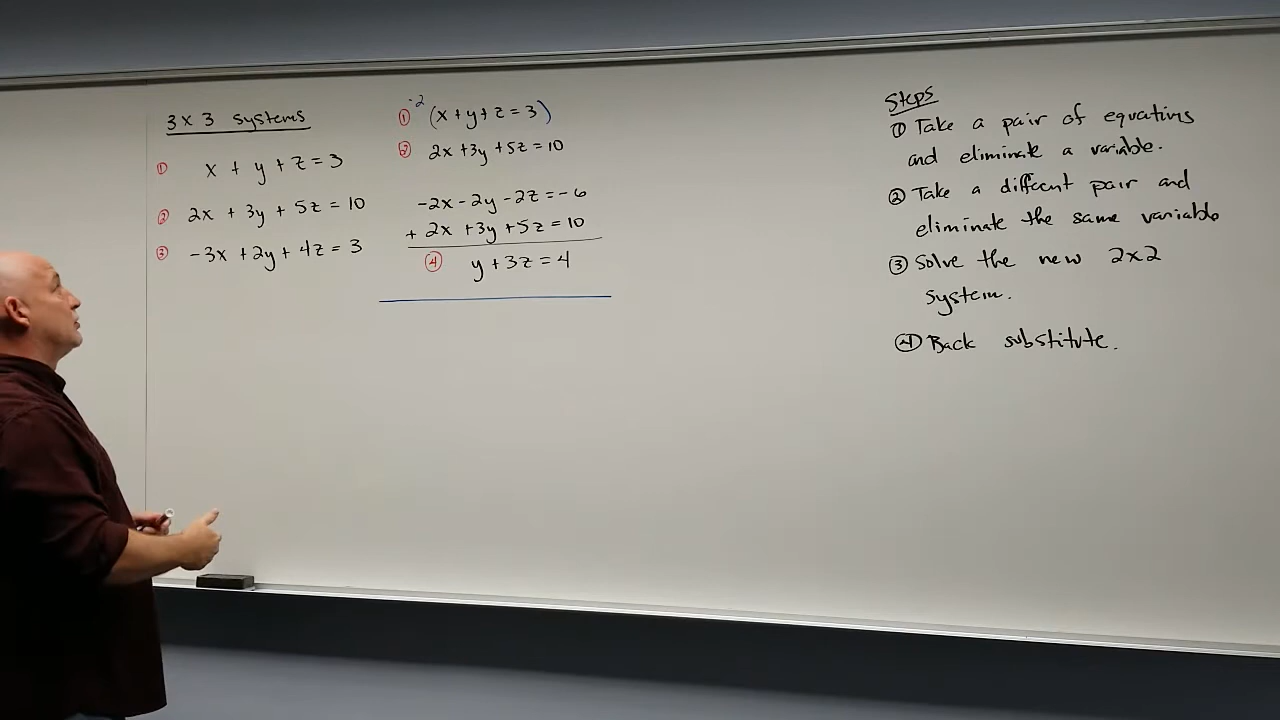 3 x 3 systems
① x + y + z = 3
② 2x + 3y + 5z = 10
③ -3x + 2y + 4z = 3
① -2 (x + y + z = 3)
② 2x + 3y + 5z = 10
-2x - 2y - 2z = -6
+ 2x + 3y + 5z = 10
④ y + 3z = 4
Steps
① Take a pair of equations
and eliminate a variable.
② Take a different pair and
eliminate the same variable
③ Solve the new 2x2
system.
④ Back substitute.